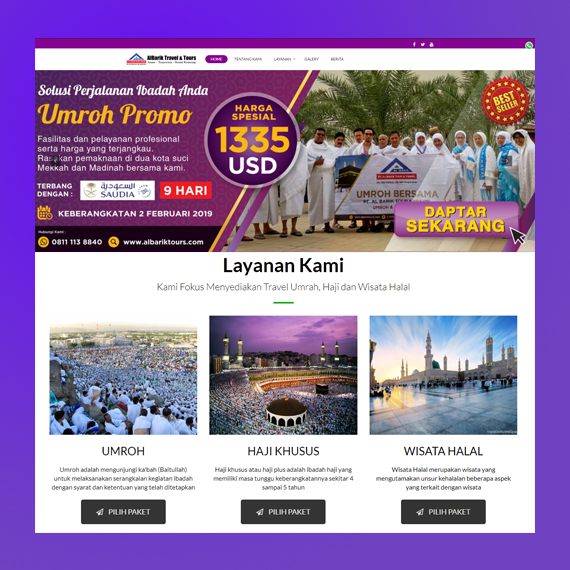 AlBarik Travel & Tours
HOME TENTANG KAMI LAYANAN GALERY BERITA
Solusi Perjalanan Ibadah Anda
Umroh Promo
Fasilitas dan pelayanan profesional
serta harga yang terjangkau.
Raihkan pemaknaan di dua kota suci
Mekkah dan Madinah bersama kami.
TERBANG
DENGAN :
السعودية
SAUDIA
9 HARI
KEBERANGKATAN 2 FEBRUARI 2019
Hubungi Kami :
0811 113 8840 www.albariktours.com
HARGA
SPESIAL
1335
USD
BEST
SELLER
UMROH BERSAMA
PT. AL BARIK TOUR & TRAVEL
DAPTAR
SEKARANG
Layanan Kami
Kami Fokus Menyediakan Travel Umrah, Haji dan Wisata Halal
UMROH
Umroh adalah mengunjungi ka'bah (Baitullah)
untuk melaksanakan serangkaian kegiatan ibadah
dengan syarat dan ketentuan yang telah ditetapkan
PILIH PAKET
HAJI KHUSUS
Haji khusus atau haji plus adalah Ibadah haji yang
memiliki masa tunggu keberangkatannya sekitar 4
sampai 5 tahun
PILIH PAKET
WISATA HALAL
Wisata Halal merupakan wisata yang
mengutamakan unsur kehalalan beberapa aspek
yang terkait dengan wisata
PILIH PAKET